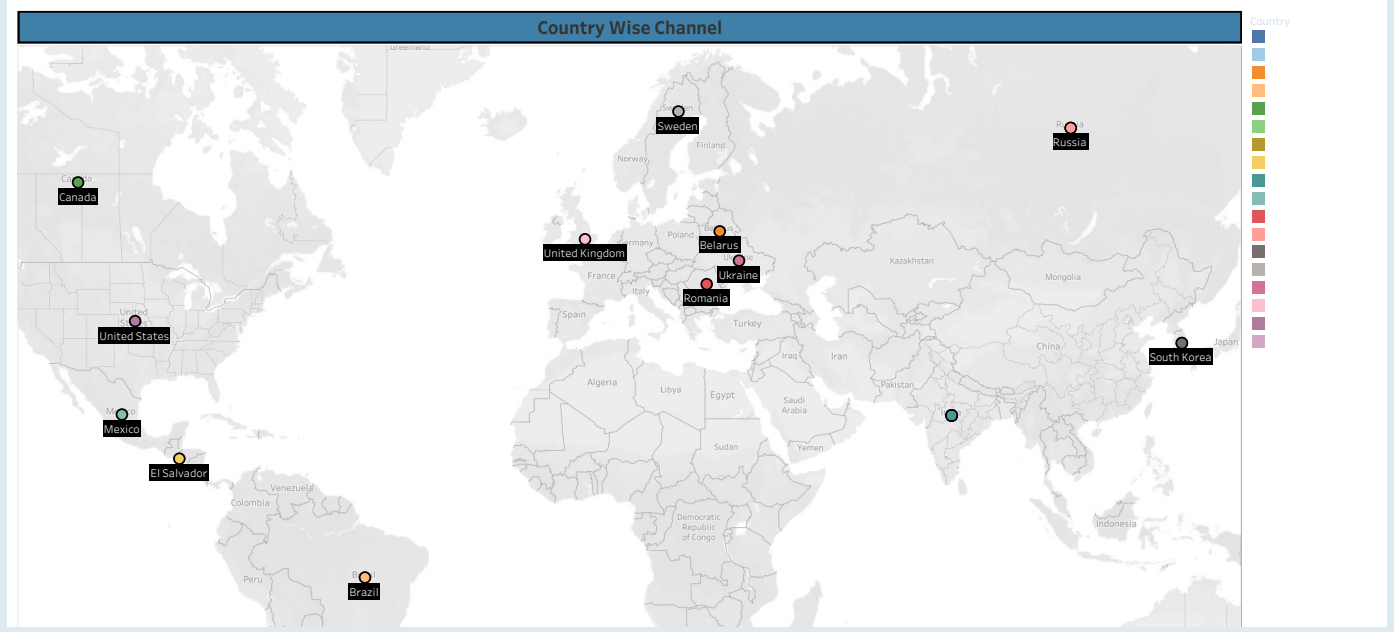 Country Wise Channel
Country
Greenland
Sweden
Finland
Norway
Russia
Canada
United Kingdom
Germany
Poland
Belarus
Ukraine
France
Romania
Italy
Kazakhstan
Mongolia
Spain
Turkey
United
United States
China
Japan
South Korea
Iraq
Iran
Algeria
Libya
Egypt
Pakistan
Saudi
Arabia
Mexico
Sudan
Yemen
El Salvador
Venezuela
Colombia
Democratic
Republic
of Congo
Indonesia
Peru
Brazil